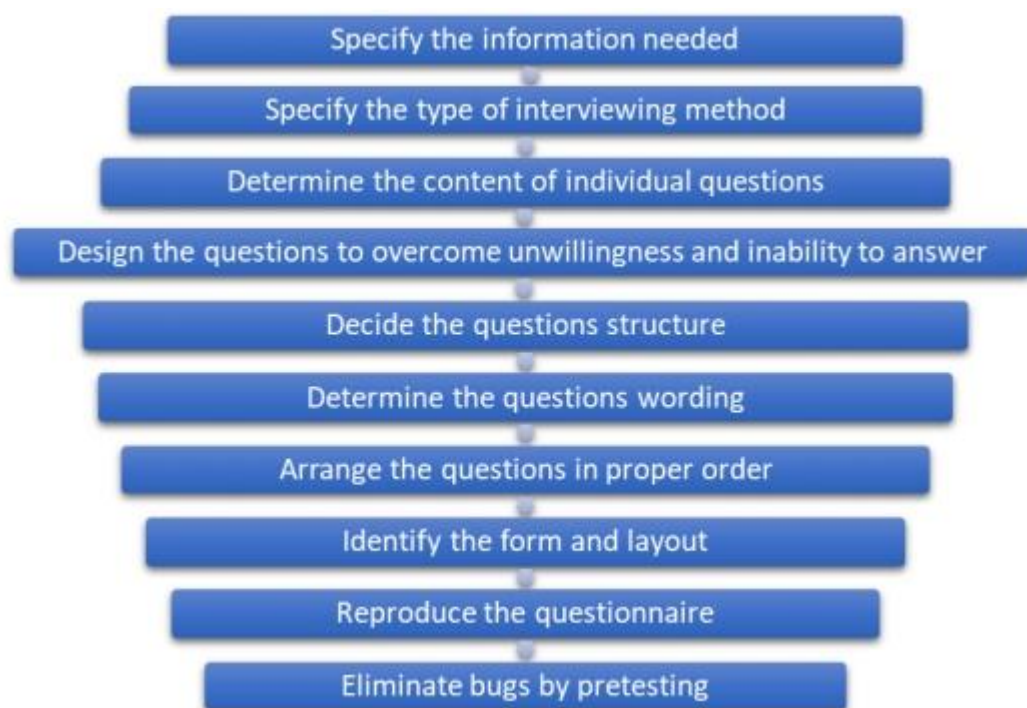 Specify the information needed
Specify the type of interviewing method
Determine the content of individual questions
Design the questions to overcome unwillingness and inability to answer
Decide the questions structure
Determine the questions wording
Arrange the questions in proper order
Identify the form and layout
Reproduce the questionnaire
Eliminate bugs by pretesting